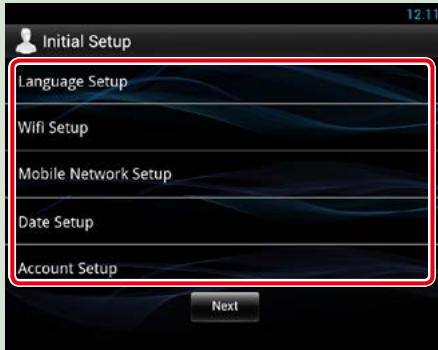 12:11
Initial Setup
Language Setup
Wifi Setup
Mobile Network Setup
Date Setup
Account Setup
Next